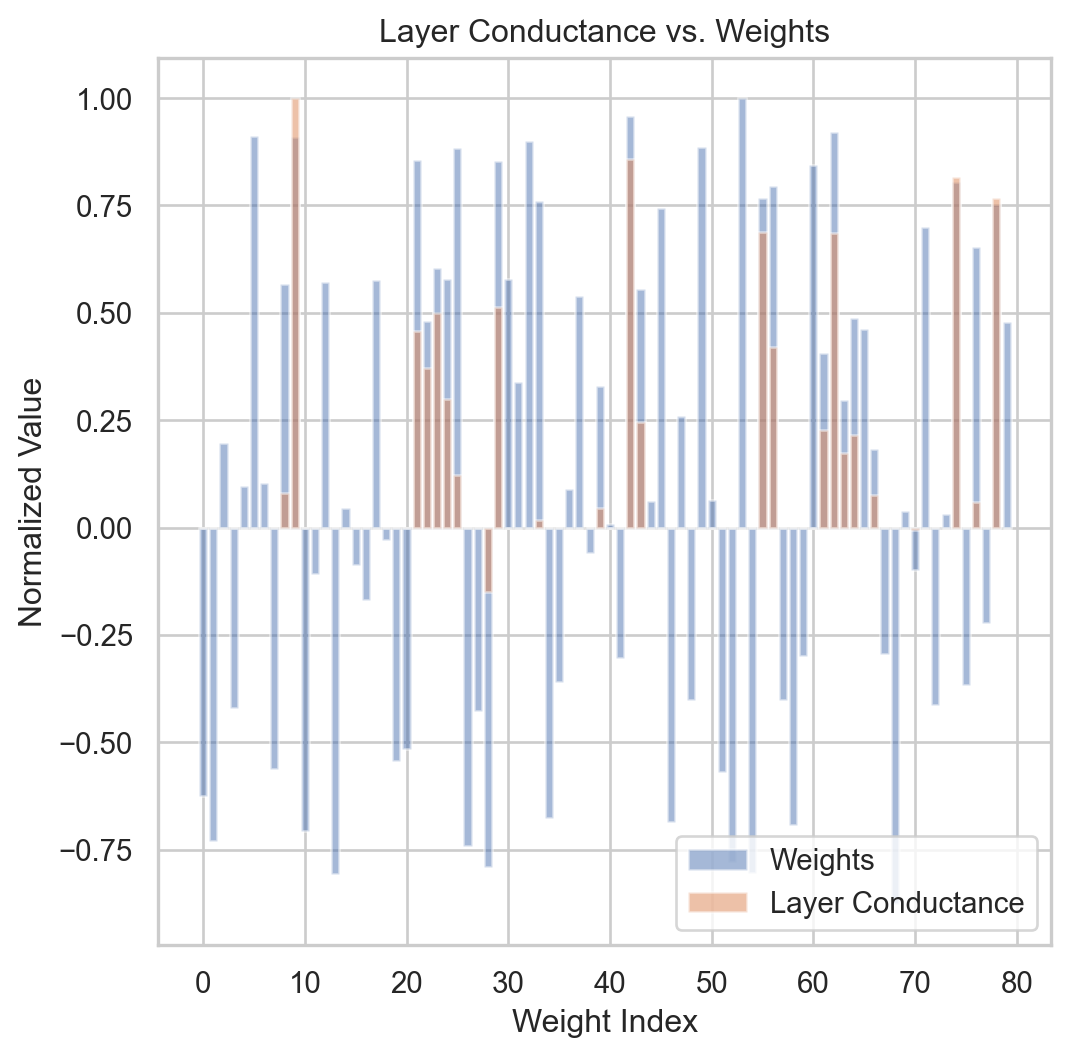 Layer Conductance vs. Weights
1.00
0.75
0.50
0.25
0.00
−0.25
−0.50
−0.75
Normalized Value
Weights
Layer Conductance
0 10 20 30 40 50 60 70 80
Weight Index